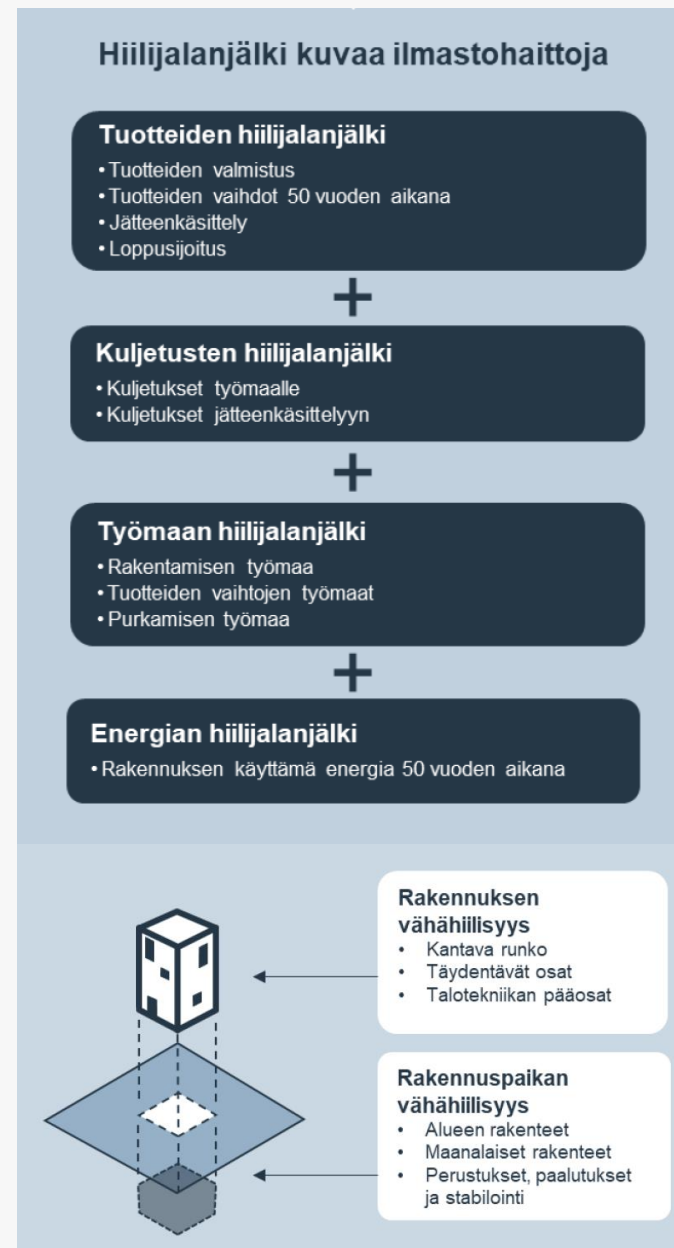 Hiilijalanjälki kuvaa ilmastohaittoja
Tuotteiden hiilijalanjälki
• Tuotteiden valmistus
• Tuotteiden vaihdot 50 vuoden aikana
• Jätteenkäsittely
• Loppusijoitus
+
Kuljetusten hiilijalanjälki
• Kuljetukset työmaalle
• Kuljetukset jätteenkäsittelyyn
+
Työmaan hiilijalanjälki
• Rakentamisen työmaa
• Tuotteiden vaihtojen työmaat
• Purkamisen työmaa
+
Energian hiilijalanjälki
• Rakennuksen käyttämä energia 50 vuoden aikana
Rakennuksen
vähähiilisyys
• Kantava runko
• Täydentävät osat
• Talotekniikan pääosat
Rakennuspaikan
vähähiilisyys
• Alueen rakenteet
• Maanalaiset rakenteet
• Perustukset, paalutukset
ja stabilointi